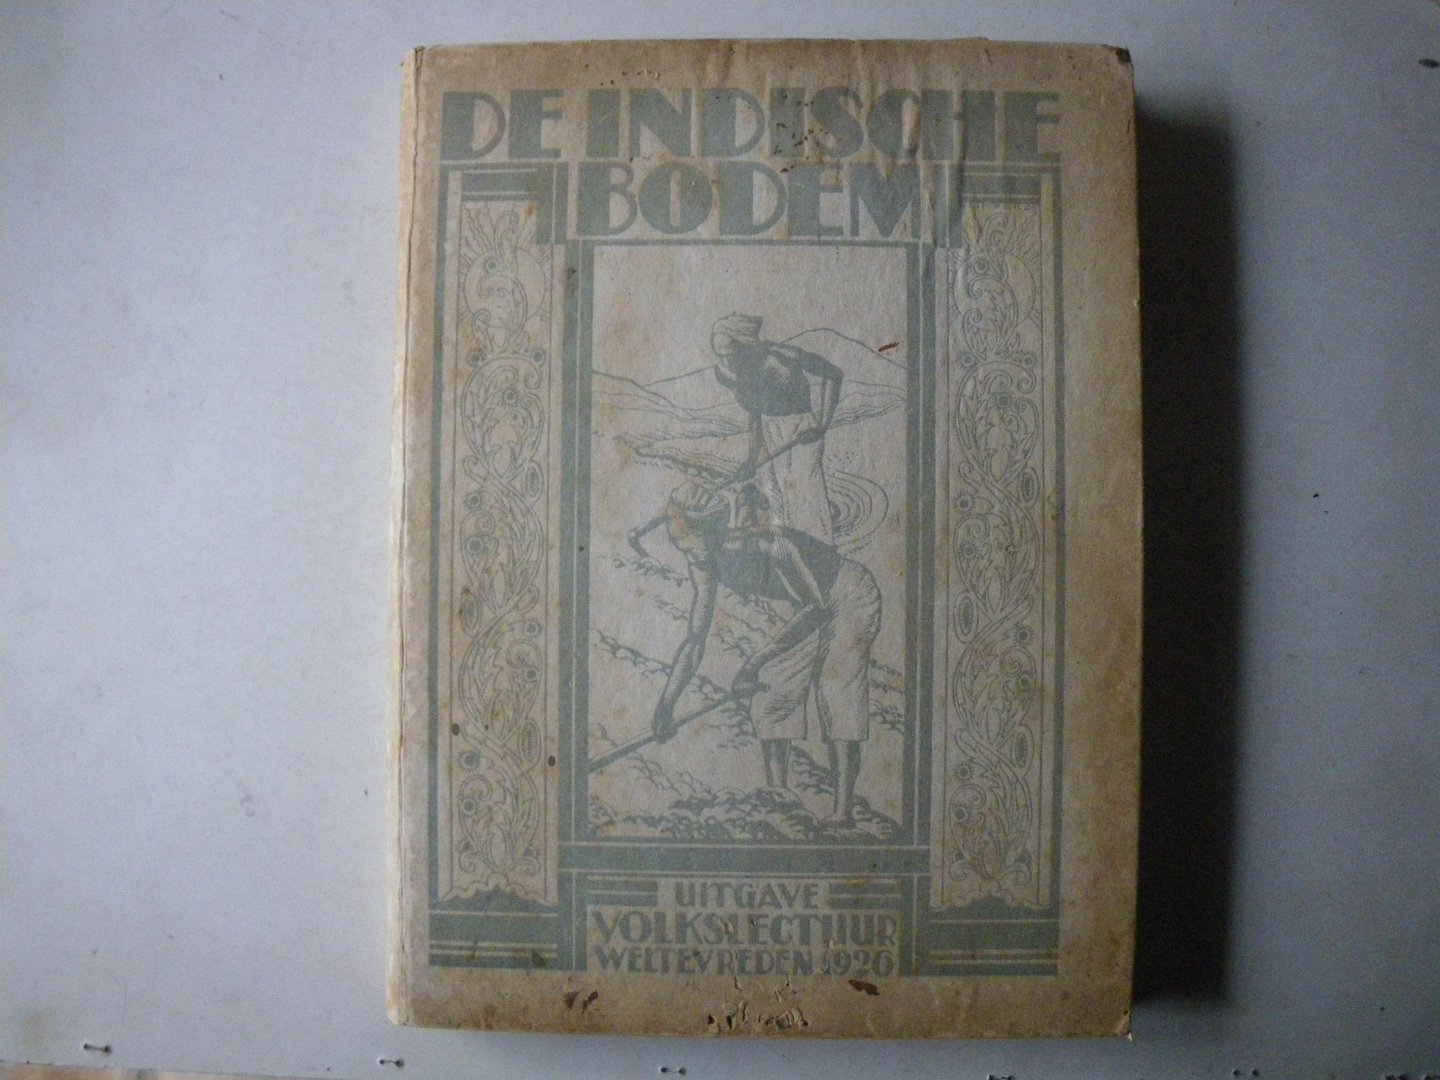 DE INDISCHE
BODEM
UITGAVE
VOLKSLECTUUR
WELTEVREDEN 1926